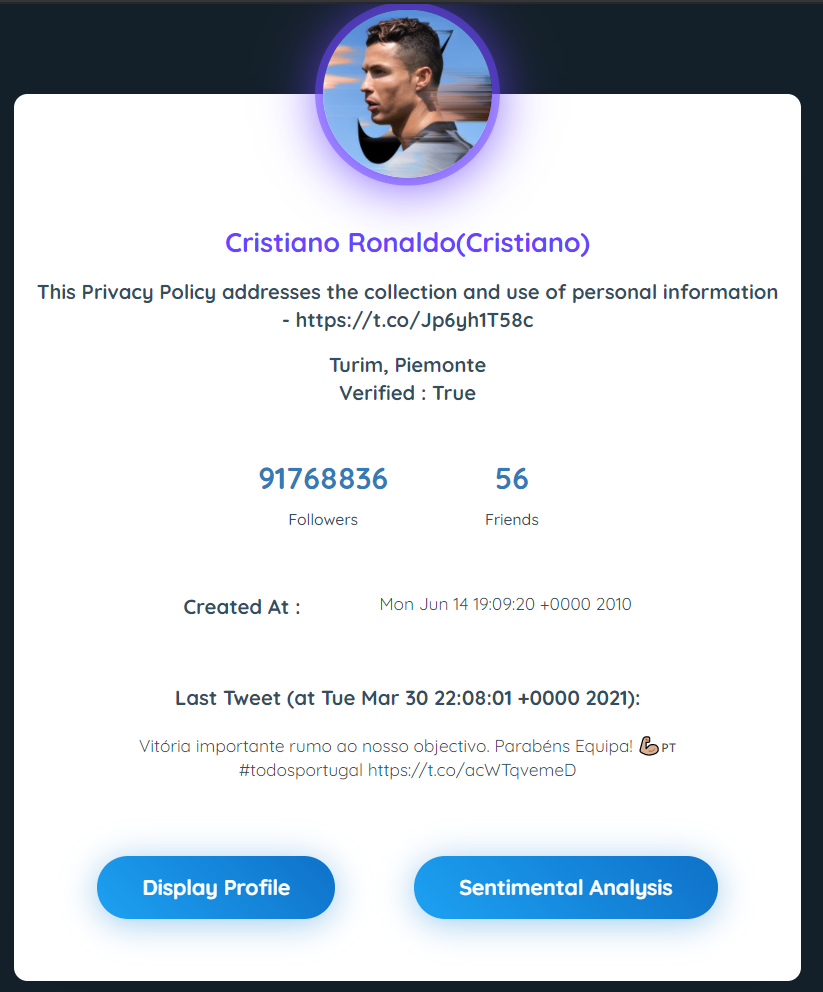 Cristiano Ronaldo(Cristiano)
This Privacy Policy addresses the collection and use of personal information
- https://t.co/Jp6yh1T58c
Turim, Piemonte
Verified : True
91768836 56
Followers Friends
Created At : Mon Jun 14 19:09:20 +0000 2010
Last Tweet (at Tue Mar 30 22:08:01 +0000 2021):
Vitória importante rumo ao nosso objectivo. Parabéns Equipa! 💪🏼🇵🇹
#todosportugal https://t.co/acWTqvemeD
Display Profile Sentimental Analysis